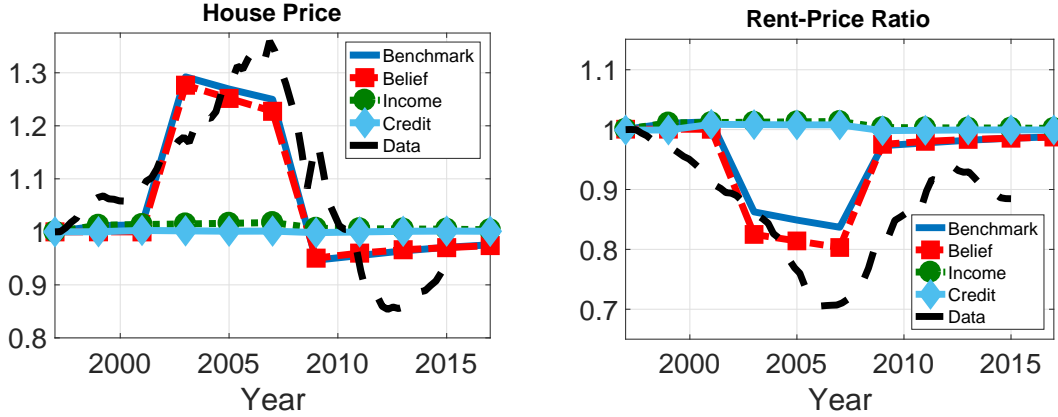 House Price
1.3
1.2
1.1
1
0.9
0.8
2000 2005 2010 2015
Year
Benchmark
Belief
Income
Credit
Data
Rent-Price Ratio
1.1
1
0.9
0.8
0.7
2000 2005 2010 2015
Year
Benchmark
Belief
Income
Credit
Data